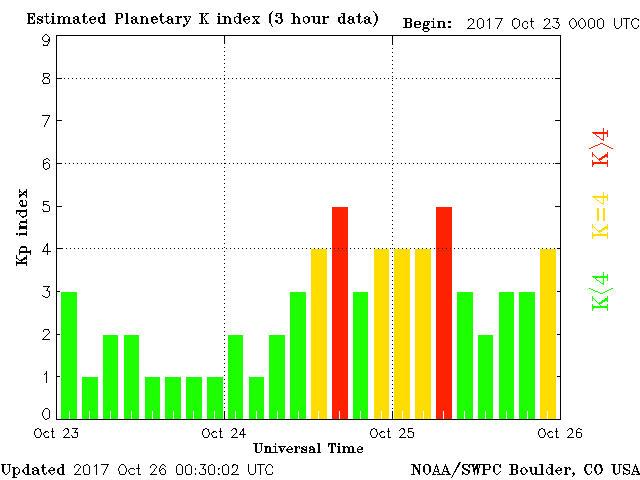 Estimated Planetary K index (3 hour data)
Begin: 2017 Oct 23 0000 UTC
9
8
7
6
5
4
3
2
1
0
Kp index
K>4
K=4
K<4
Oct 23
Oct 24
Oct 25
Oct 26
Universal Time
Updated 2017 Oct 26 00:30:02 UTC
NOAA/SWPC Boulder, CO USA